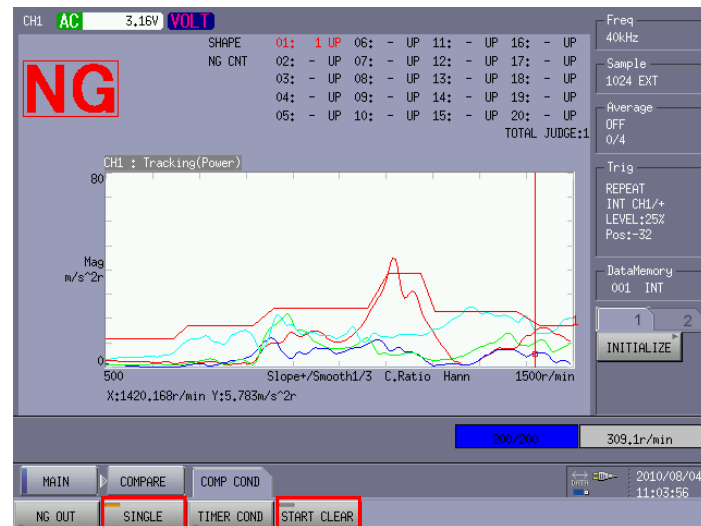 CH1 AC 3.16V VOLT
NG
SHAPE 01: 1 UP 06: - UP 11: - UP 16: - UP
NG CNT 02: - UP 07: - UP 12: - UP 17: - UP
03: - UP 08: - UP 13: - UP 18: - UP
04: - UP 09: - UP 14: - UP 19: - UP
05: - UP 10: - UP 15: - UP 20: - UP
TOTAL JUDGE:1
CH1 : Tracking(Power)
80
Mag
m/s^2r
0
1
500 Slope+/Smooth1/3 C.Ratio Hann 1500r/min
X:1420.168r/min Y:5.783m/s^2r
Freq
40kHz
Sample
1024 EXT
Average
OFF
0/4
Trig
REPEAT
INT CH1/+
LEVEL:25%
Pos:-32
DataMemory
001 INT
1 2
INITIALIZE
200/200 309.1r/min
MAIN COMPARE COMP COND
DATA
2010/08/04
11:03:56
NG OUT SINGLE TIMER COND START CLEAR